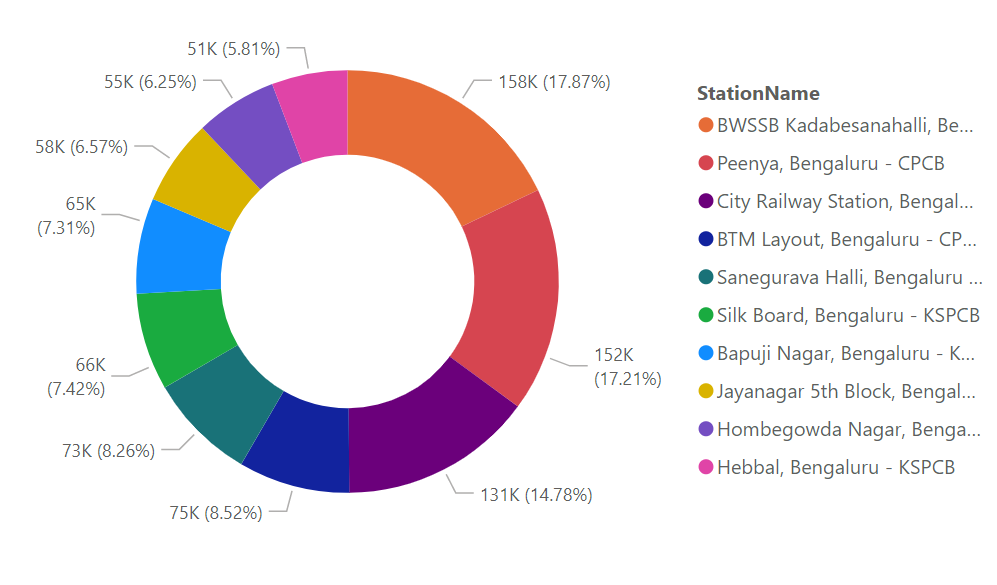 51K (5.81%)
55K (6.25%)
58K (6.57%)
65K
(7.31%)
66K
(7.42%)
73K (8.26%)
75K (8.52%)
131K (14.78%)
152K
(17.21%)
158K (17.87%)
StationName
BWSSB Kadabesanahalli, Be...
Peenya, Bengaluru - CPCB
City Railway Station, Bengal...
BTM Layout, Bengaluru - CP...
Sanegurava Halli, Bengaluru ...
Silk Board, Bengaluru - KSPCB
Bapuji Nagar, Bengaluru - K...
Jayanagar 5th Block, Bengal...
Hombegowda Nagar, Benga...
Hebbal, Bengaluru - KSPCB